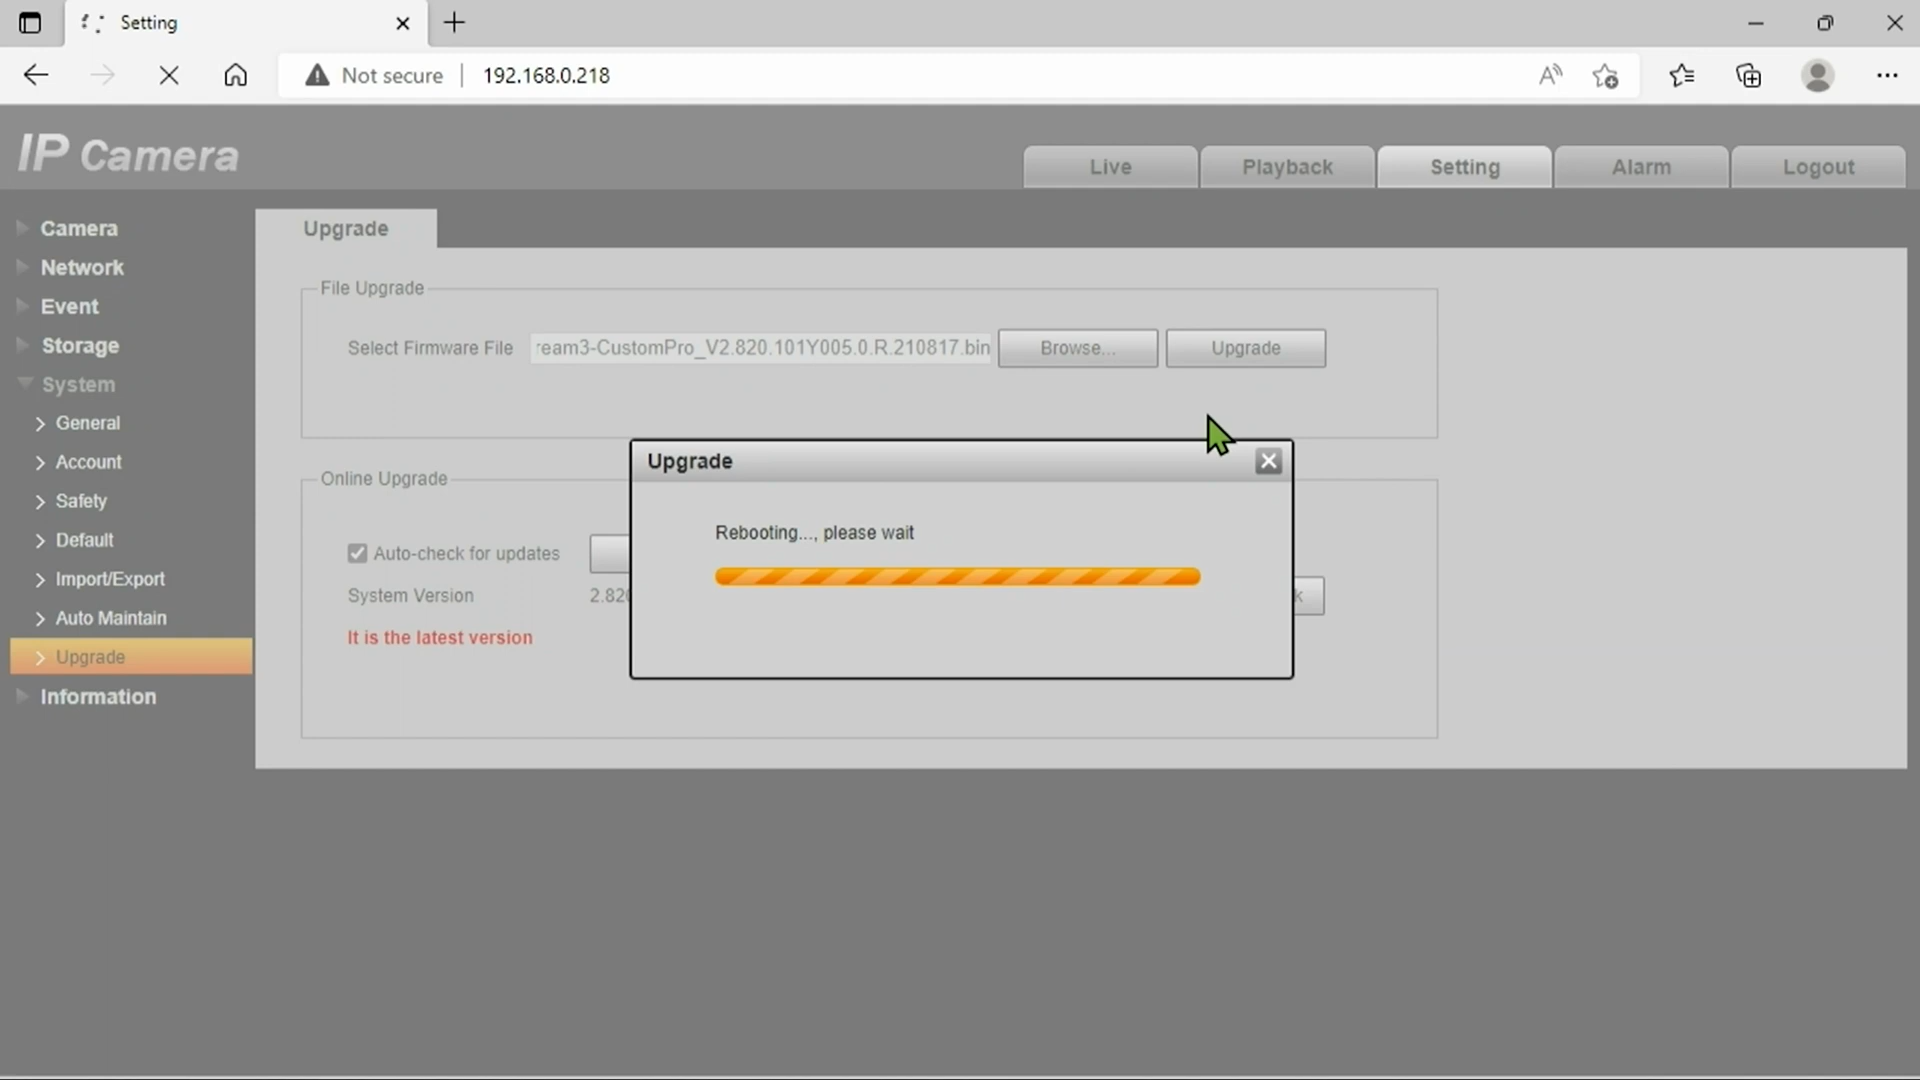 Setting
Not secure
192.168.0.218
IP Camera
Live
Playback
Setting
Alarm
Logout
Camera
Network
Event
Storage
System
General
Account
Safety
Default
Import/Export
Auto Maintain
Upgrade
Information
Upgrade
File Upgrade
Select Firmware File
ream3-CustomPro_V2.820.101Y005.0.R.210817.bin
Browse...
Upgrade
Online Upgrade
Auto-check for updates
System Version
2.820
It is the latest version
Upgrade
Rebooting..., please wait
k